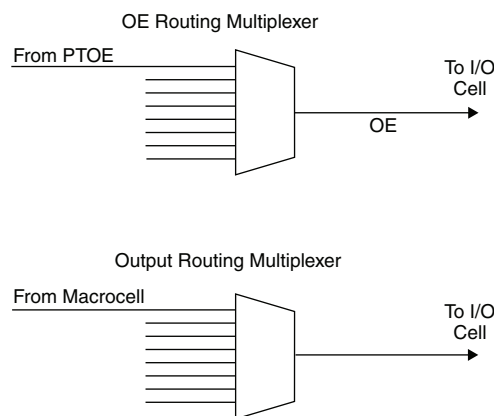 OE Routing Multiplexer
From PTOE
To I/O
Cell
OE
Output Routing Multiplexer
From Macrocell
To I/O
Cell